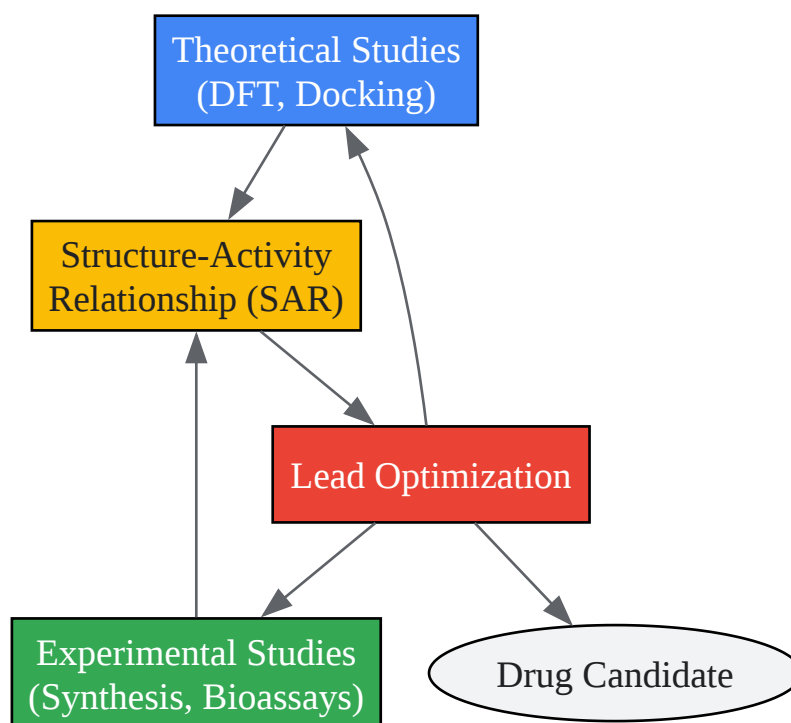 Theoretical Studies
(DFT, Docking)
Structure-Activity
Relationship (SAR)
Lead Optimization
Experimental Studies
(Synthesis, Bioassays)
Drug Candidate